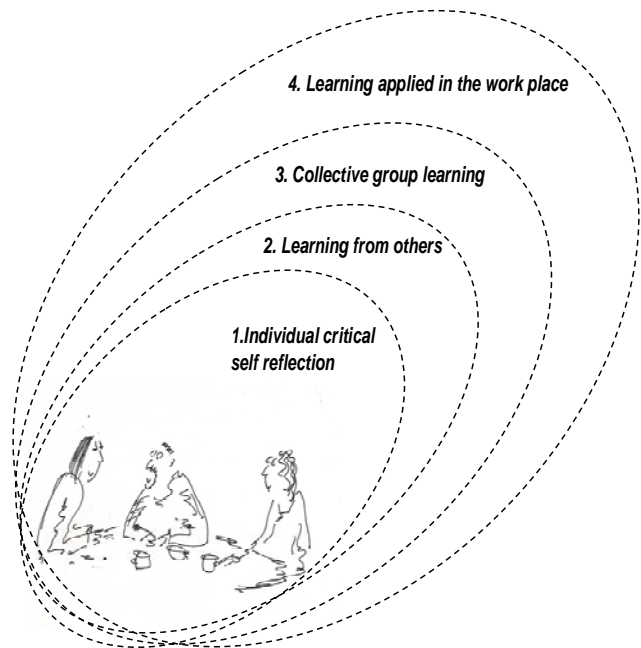 4. Learning applied in the work place
3. Collective group learning
2. Learning from others
1.Individual critical
self reflection